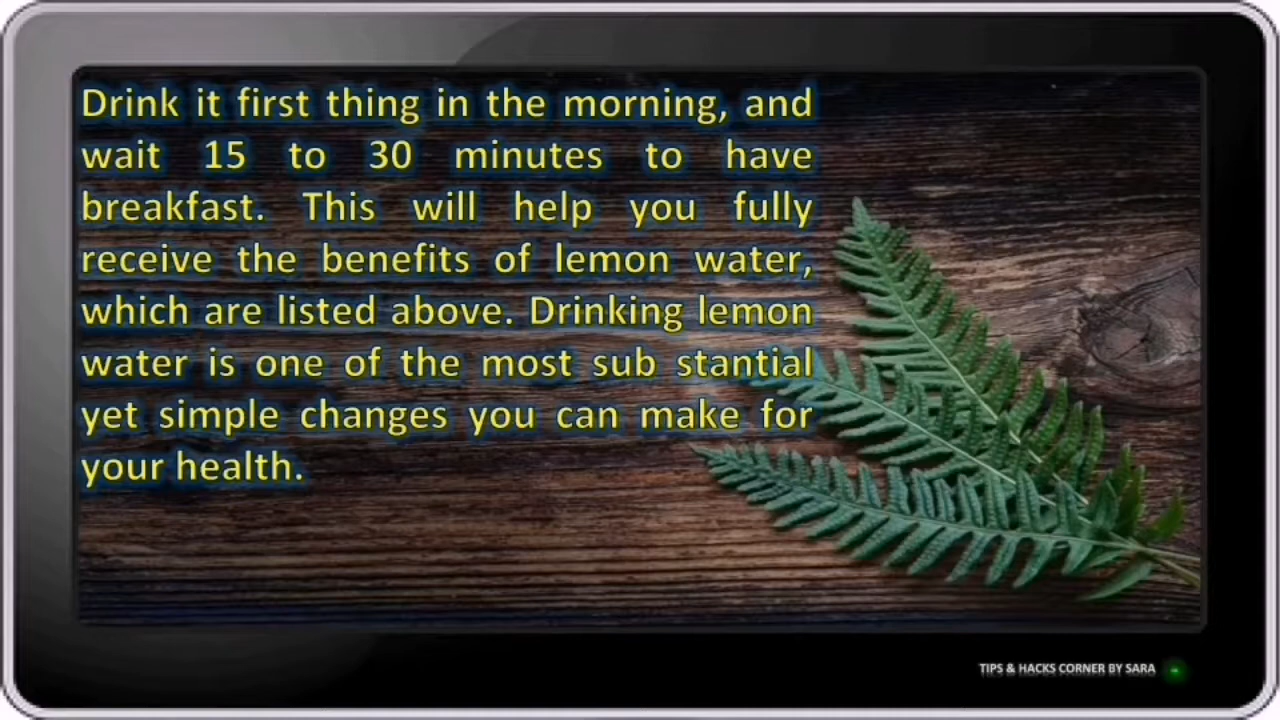 Drink it first thing in the morning, and
wait 15 to 30 minutes to have
breakfast. This will help you fully
receive the benefits of lemon water,
which are listed above. Drinking lemon
water is one of the most sub stantial
yet simple changes you can make for
your health.
TIPS & HACKS CORNER BY SARA